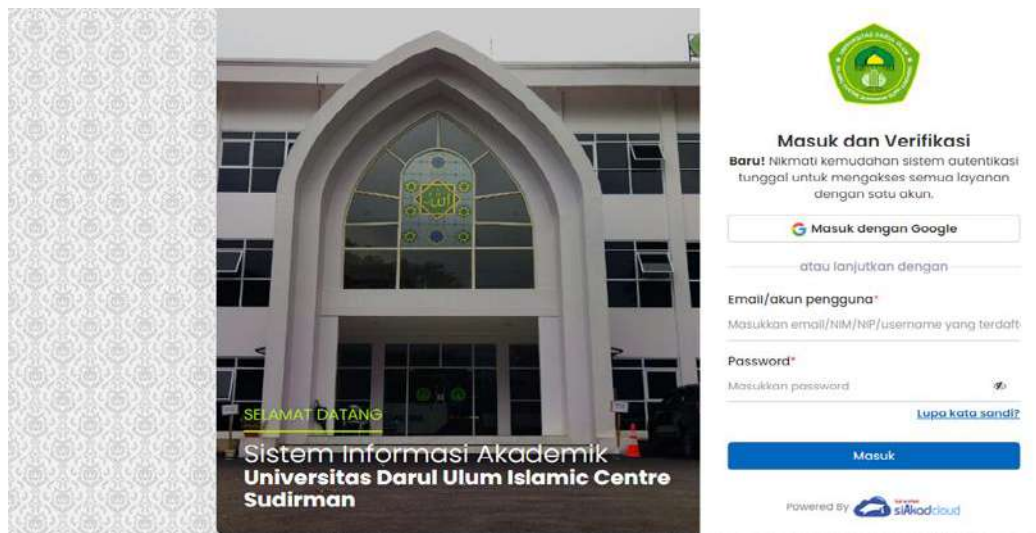 SELAMAT DATANG
Sistem Informasi Akademik
Universitas Darul Ulum Islamic Centre
Sudirman
Masuk dan Verifikasi
Baru! Nikmati kemudahan sistem autentikasi
tunggal untuk mengakses semua layanan
dengan satu akun.
Masuk dengan Google
atau lanjutkan dengan
Email/akun pengguna*
Masukkan email/NIM/NIP/username yang terdaft
Password*
Masukkan password
Lupa kata sandi?
Masuk
Powered By
siAkadcloud